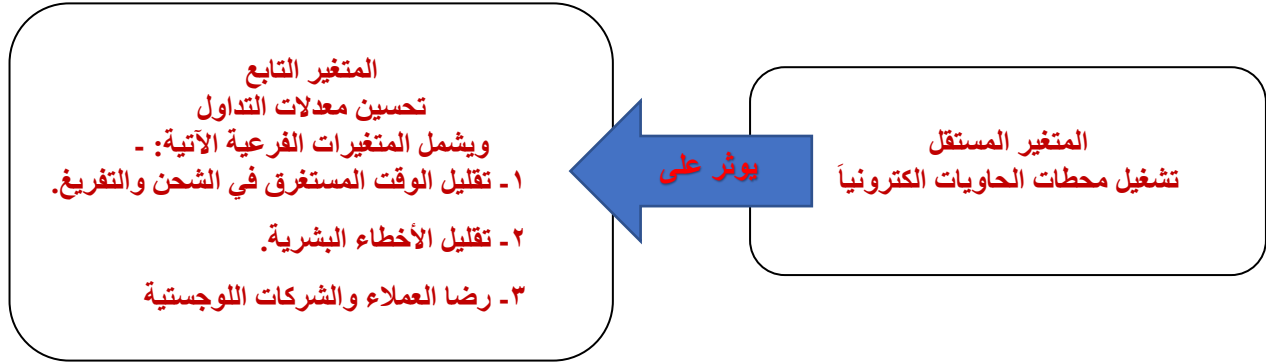 المتغير المستقل
تشغيل محطات الحاويات الكترونياَ
يوثر على
المتغير التابع
تحسين معدلات التداول
ويشمل المتغيرات الفرعية الآتية: -
١- تقليل الوقت المستغرق في الشحن والتفريغ.
٢- تقليل الأخطاء البشرية.
٣- رضا العملاء والشركات اللوجستية